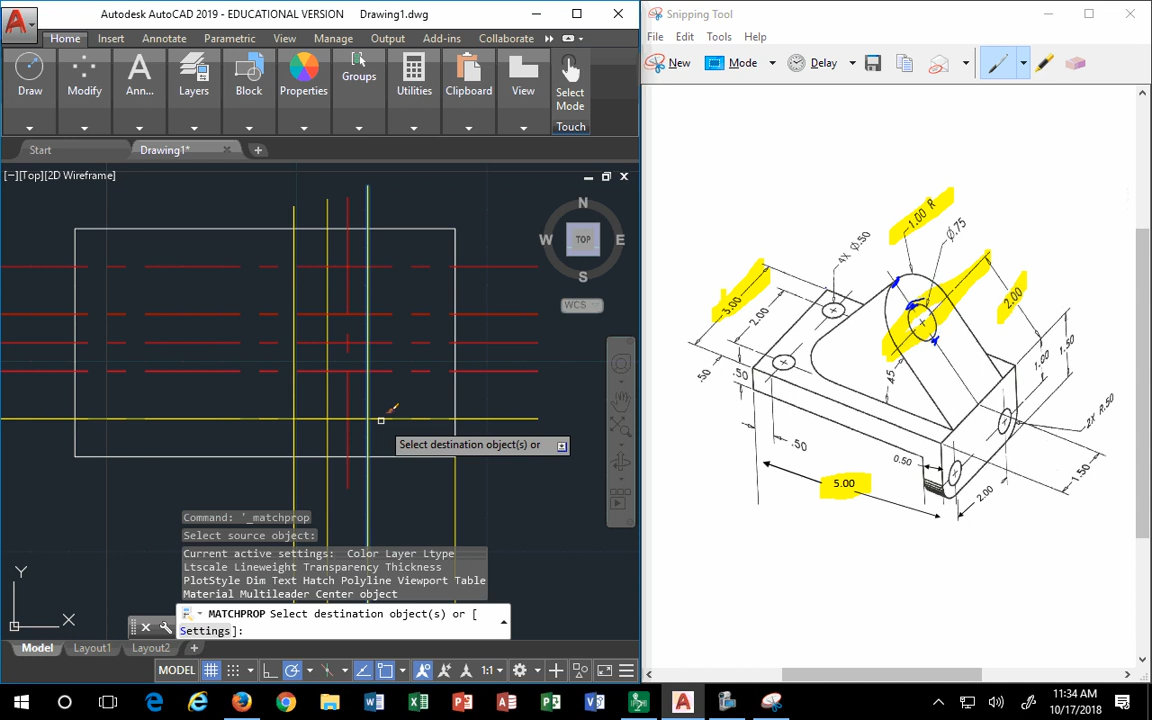 Autodesk AutoCAD 2019 - EDUCATIONAL VERSION Drawing1.dwg
A
Home Insert Annotate Parametric View Manage Output Add-ins Collaborate
Draw Modify Ann... Layers Block Properties Groups Utilities Clipboard View Select Mode
Touch
Start Drawing1*
[−][Top][2D Wireframe]
N
W TOP E
S
WCS
Select destination object(s) or
Command: '_matchprop
Select source object:
Current active settings: Color Layer Ltype
Ltscale Lineweight Transparency Thickness
PlotStyle Dim Text Hatch Polyline Viewport Table
Material Multileader Center object
MATCHPROP Select destination object(s) or [
Settings]:
Y
X
Model Layout1 Layout2
MODEL 1:1
Snipping Tool
File Edit Tools Help
New Mode Delay
1.00 R
Ø.75
4X Ø.50
3.00
2.00
2.00
.50
.50
45
1.00
1.50
2X R.50
.50
0.50
5.00
1.50
2.00
11:34 AM
10/17/2018